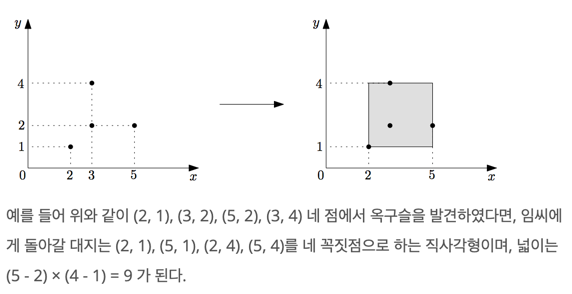 y
4
2
1
0
2
3
5
x
y
4
2
1
0
2
5
x
예를 들어 위와 같이 (2, 1), (3, 2), (5, 2), (3, 4) 네 점에서 옥구슬을 발견하였다면, 임씨에
게 돌아갈 대지는 (2, 1), (5, 1), (2, 4), (5, 4)를 네 꼭짓점으로 하는 직사각형이며, 넓이는
(5 - 2) × (4 - 1) = 9 가 된다.